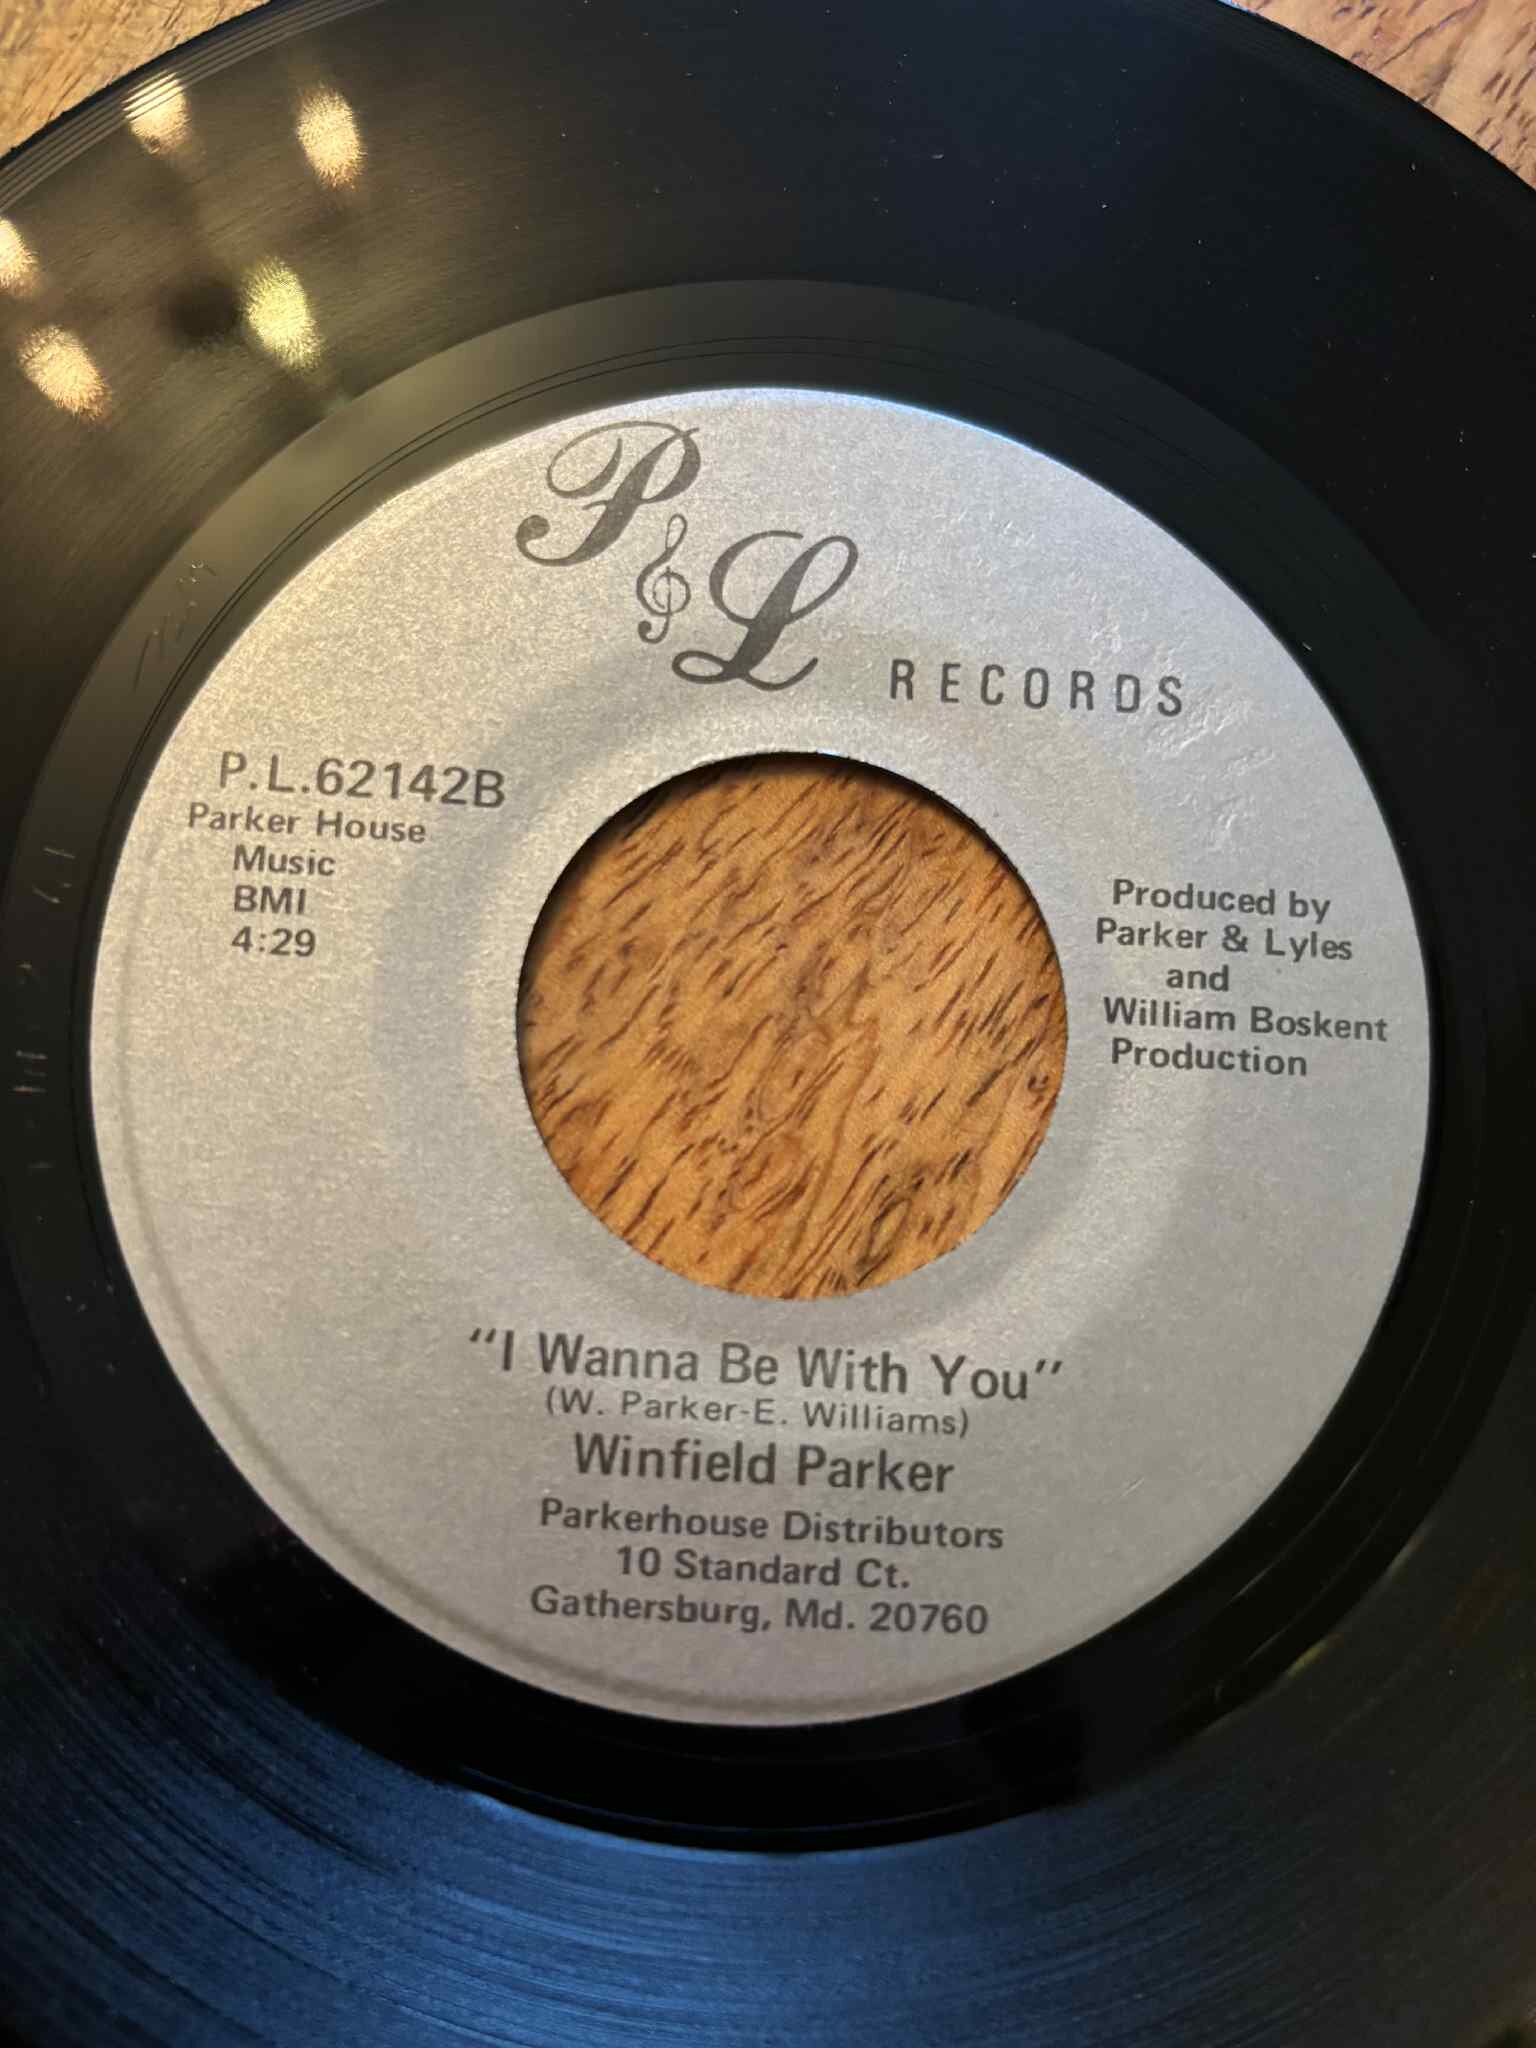 P & L RECORDS
P.L.62142B
Parker House
Music
BMI
4:29
Produced by
Parker & Lyles
and
William Boskent
Production
"I Wanna Be With You"
(W. Parker-E. Williams)
Winfield Parker
Parkerhouse Distributors
10 Standard Ct.
Gathersburg, Md. 20760